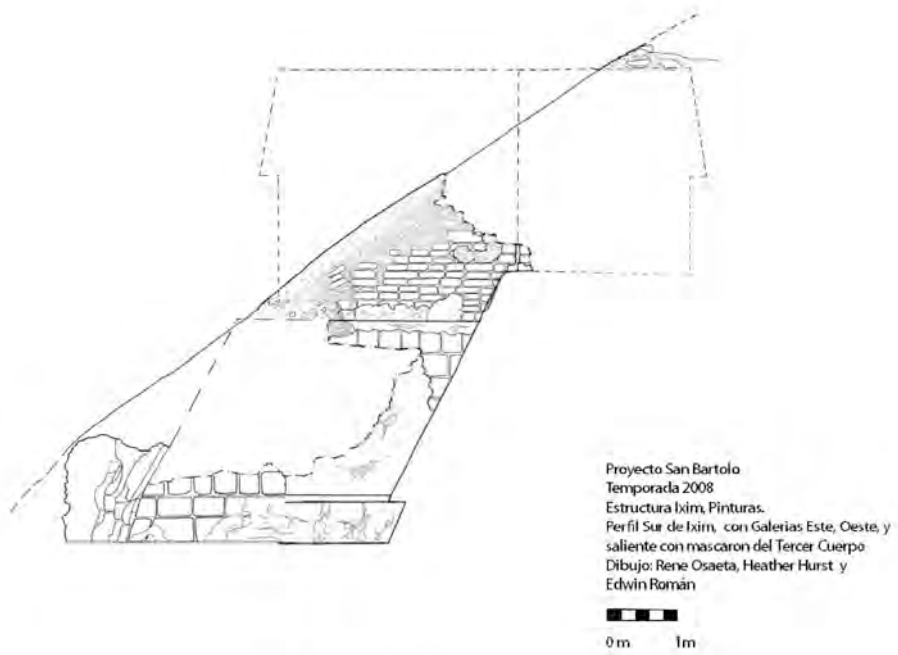 Proyecto San Bartolo
Temporada 2008
Estructura Ixim, Pinturas.
Perfil Sur de Ixim, con Galerias Este, Oeste, y
saliente con mascaron del Tercer Cuerpo
Dibujo: Rene Osaeta, Heather Hurst y
Edwin Román
0 m 1m